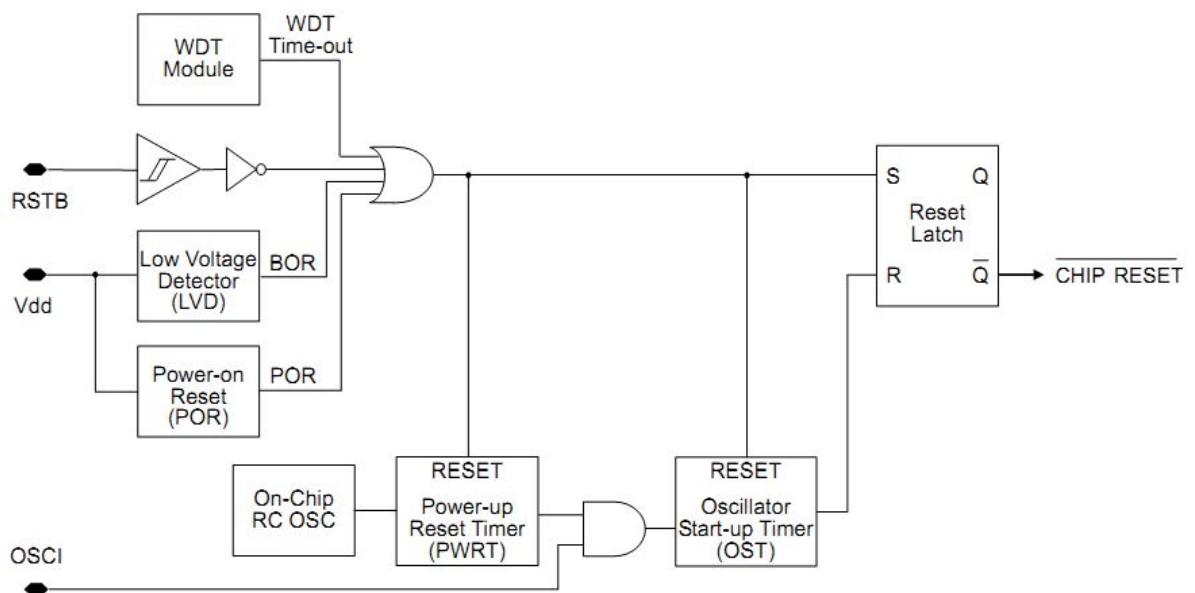 WDT
Module
WDT
Time-out
RSTB
Low Voltage
Detector
(LVD)
BOR
Vdd
Power-on
Reset
(POR)
POR
S
Q
Reset
Latch
R
Q
CHIP RESET
On-Chip
RC OSC
RESET
Power-up
Reset Timer
(PWRT)
RESET
Oscillator
Start-up Timer
(OST)
OSCI